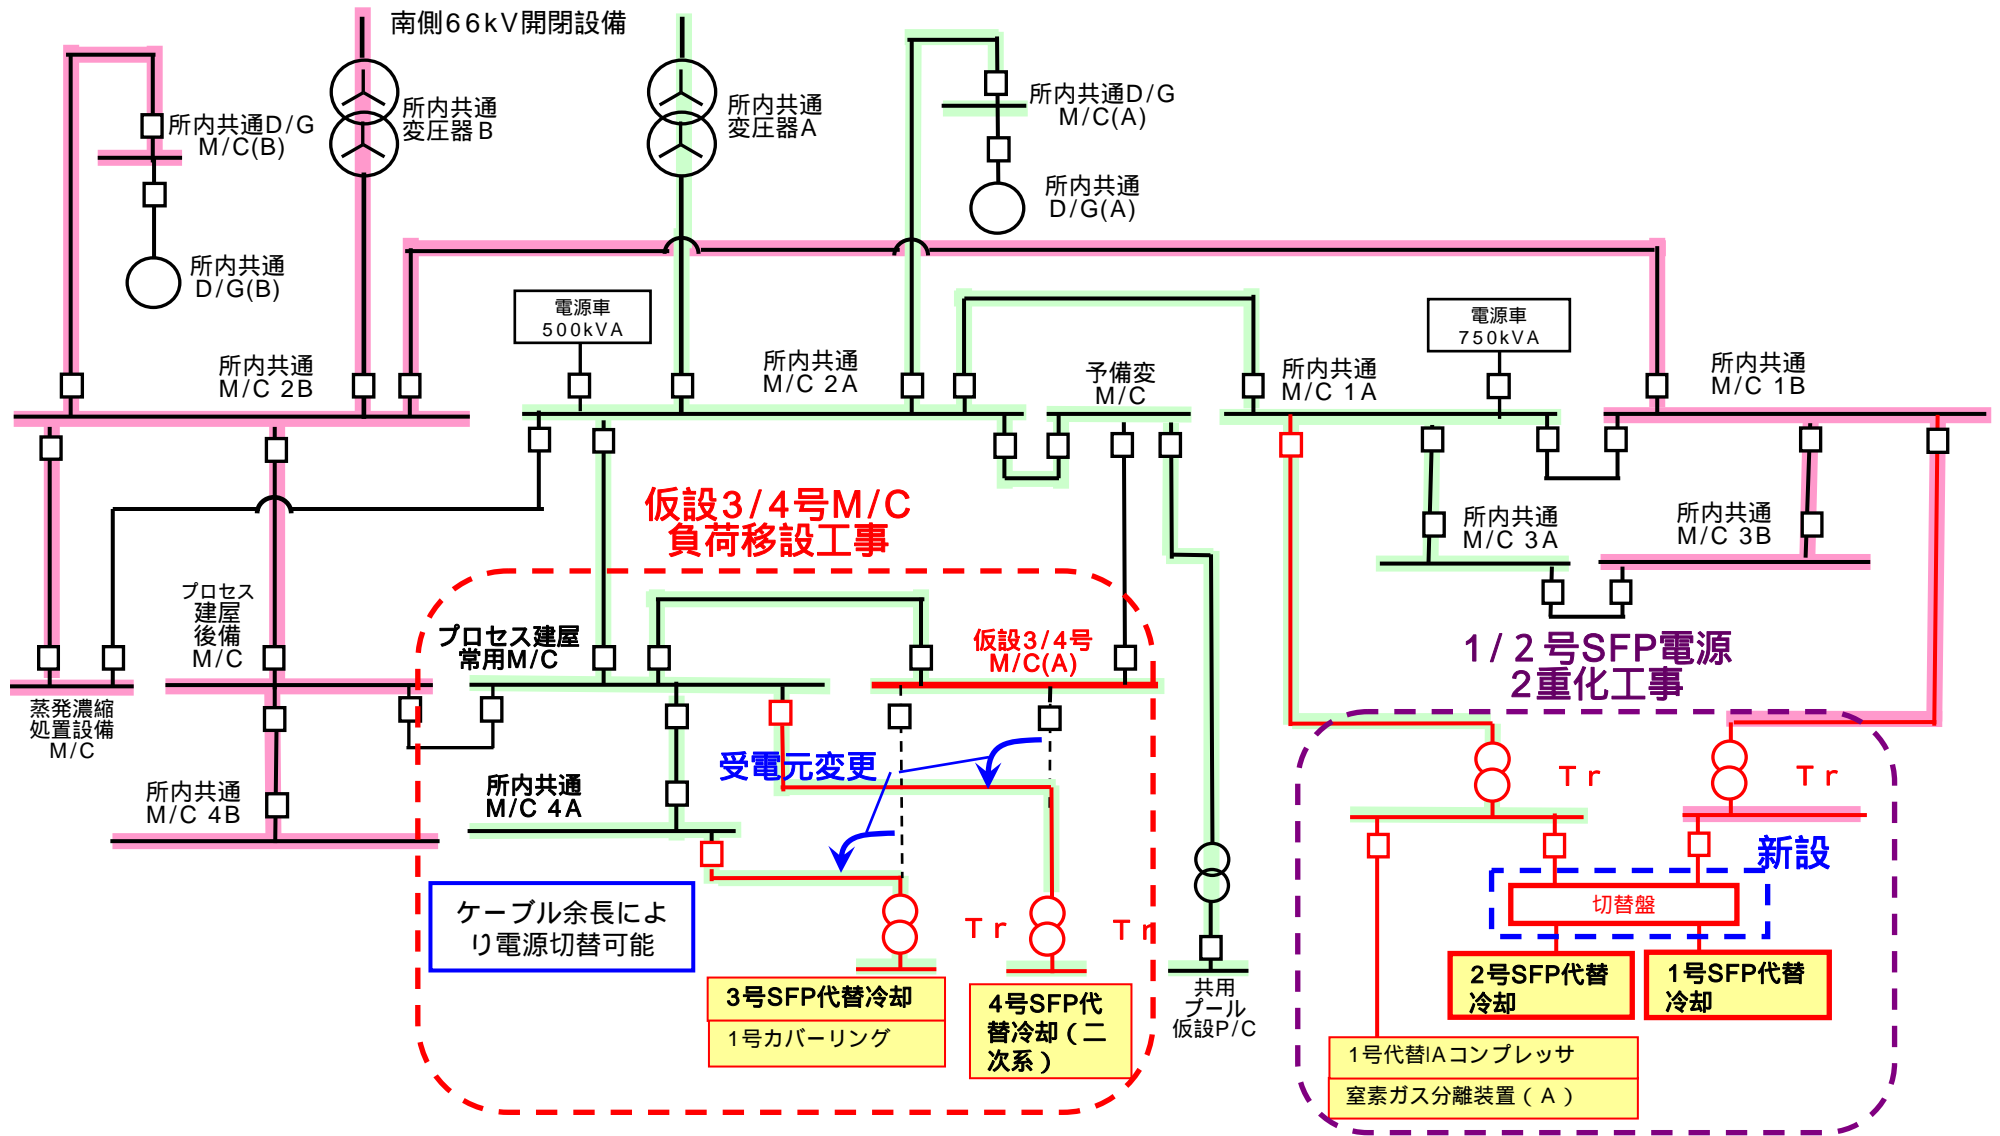 南側66kV開閉設備
所内共通D/G
M/C(B)
所内共通
変圧器B
所内共通
変圧器A
所内共通D/G
M/C(A)
所内共通
D/G(A)
所内共通
D/G(B)
電源車
500kVA
電源車
750kVA
所内共通
M/C 2B
所内共通
M/C 2A
予備変
M/C
所内共通
M/C 1A
所内共通
M/C 1B
仮設3/4号M/C
負荷移設工事
所内共通
M/C 3A
所内共通
M/C 3B
プロセス
建屋
後備
M/C
プロセス建屋
常用M/C
仮設3/4号
M/C(A)
1/2号SFP電源
2重化工事
蒸発濃縮
処置設備
M/C
受電元変更
所内共通
M/C 4B
所内共通
M/C 4A
Tr
Tr
新設
ケーブル余長によ
り電源切替可能
Tr
Tr
切替盤
2号SFP代替
冷却
1号SFP代替
冷却
3号SFP代替冷却
1号カバーリング
4号SFP代
替冷却(二
次系)
共用
プール
仮設P/C
1号代替IAコンプレッサ
窒素ガス分離装置(A)